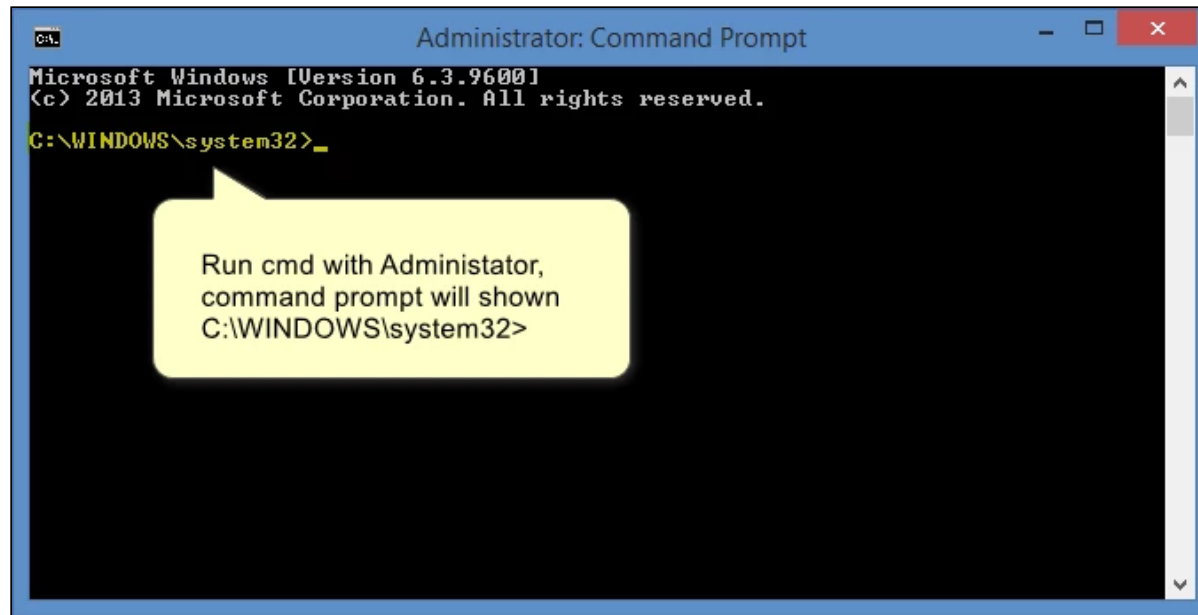 Administrator: Command Prompt
Microsoft Windows [Version 6.3.9600]
(c) 2013 Microsoft Corporation. All rights reserved.
C:\WINDOWS\system32>_
Run cmd with Administator,
command prompt will shown
C:\WINDOWS\system32>